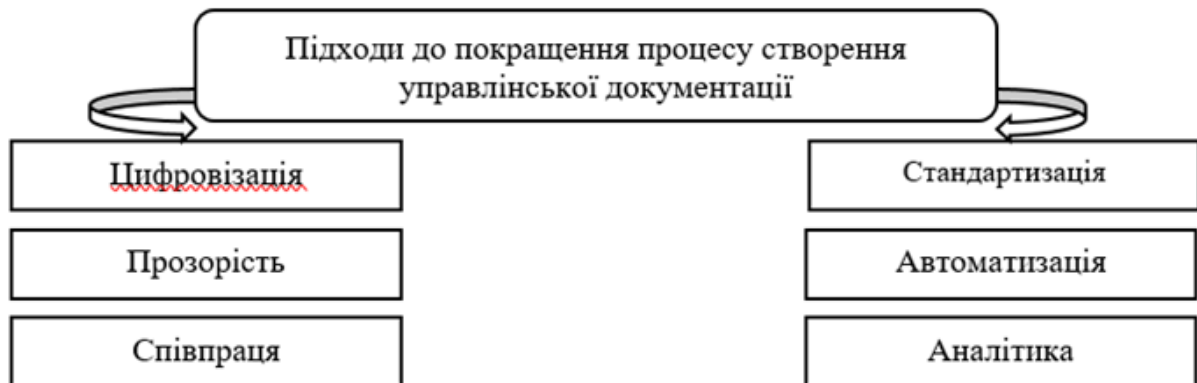 Підходи до покращення процесу створення
управлінської документації
Цифровізація
Стандартизація
Прозорість
Автоматизація
Співпраця
Аналітика